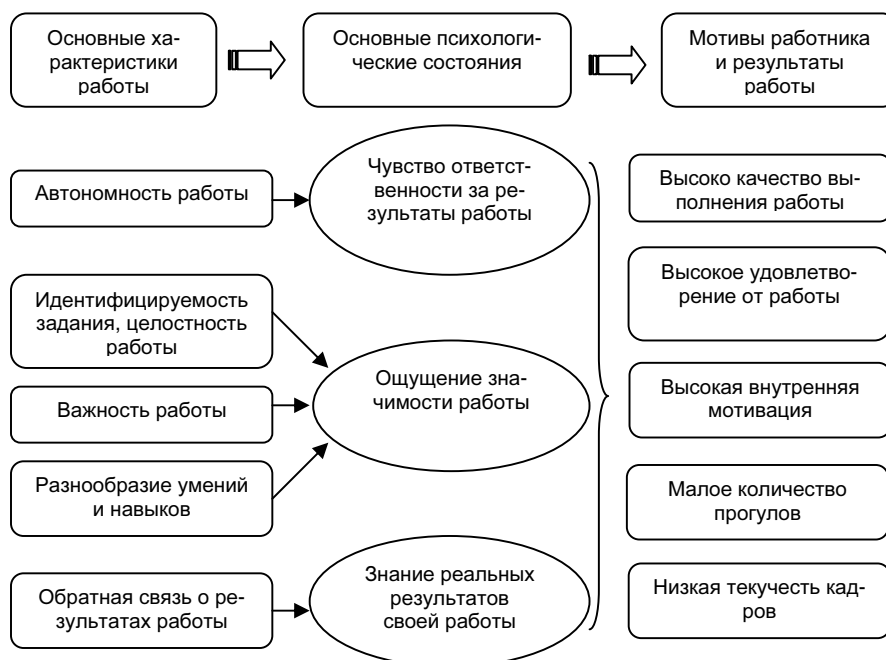 Основные ха-
рактеристики
работы
Основные психологи-
ческие состояния
Мотивы работника
и результаты
работы
Автономность работы
Чувство ответст-
венности за ре-
зультаты работы
Высоко качество вы-
полнения работы
Высокое удовлетво-
рение от работы
Идентифицируемость
задания, целостность
работы
Важность работы
Ощущение зна-
чимости работы
Высокая внутренняя
мотивация
Разнообразие умений
и навыков
Малое количество
прогулов
Обратная связь о ре-
зультатах работы
Знание реальных
результатов
своей работы
Низкая текучесть кад-
ров